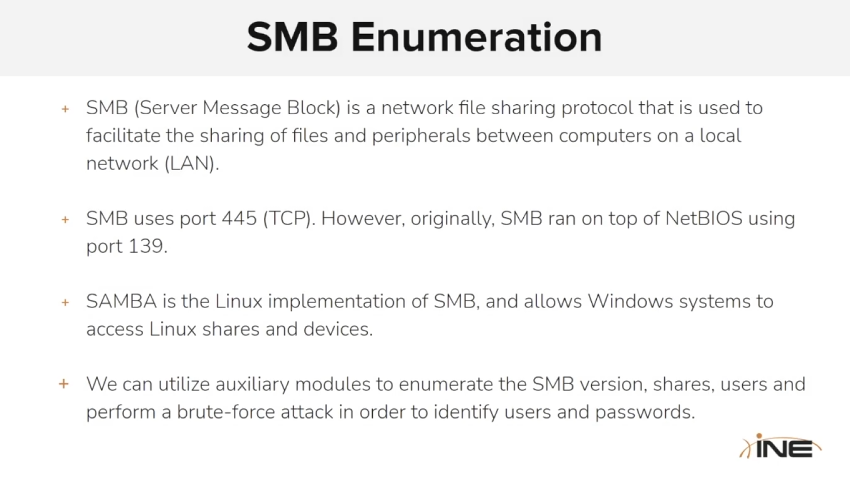 SMB Enumeration
+ SMB (Server Message Block) is a network file sharing protocol that is used to
facilitate the sharing of files and peripherals between computers on a local
network (LAN).
+ SMB uses port 445 (TCP). However, originally, SMB ran on top of NetBIOS using
port 139.
+ SAMBA is the Linux implementation of SMB, and allows Windows systems to
access Linux shares and devices.
+ We can utilize auxiliary modules to enumerate the SMB version, shares, users and
perform a brute-force attack in order to identify users and passwords.
INE